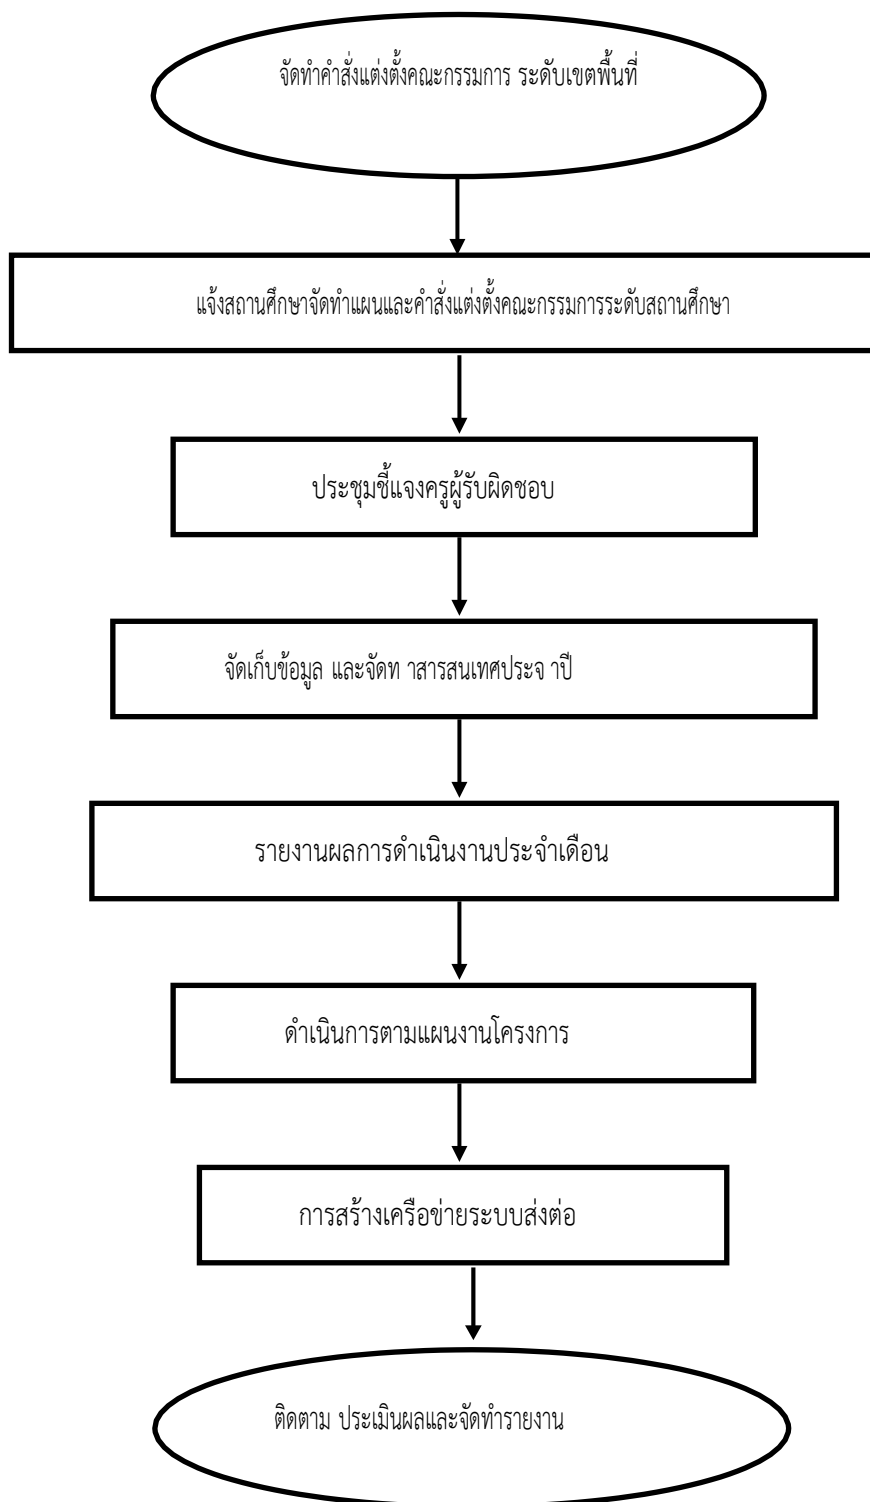 จัดทำคำสั่งแต่งตั้งคณะกรรมการ ระดับเขตพื้นที่
แจ้งสถานศึกษาจัดทำแผนและคำสั่งแต่งตั้งคณะกรรมการระดับสถานศึกษา
ประชุมชี้แจงครูผู้รับผิดชอบ
จัดเก็บข้อมูล และจัดท าสารสนเทศประจ าปี
รายงานผลการดำเนินงานประจำเดือน
ดำเนินการตามแผนงานโครงการ
การสร้างเครือข่ายระบบส่งต่อ
ติดตาม ประเมินผลและจัดทำรายงาน